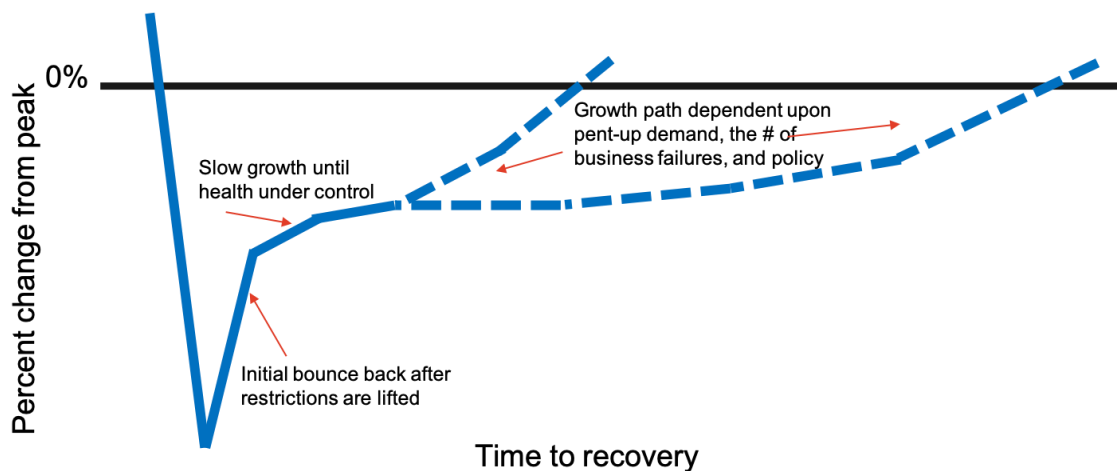 Percent change from peak
0%
Growth path dependent upon
pent-up demand, the # of
business failures, and policy
Slow growth until
health under control
Initial bounce back after
restrictions are lifted
Time to recovery